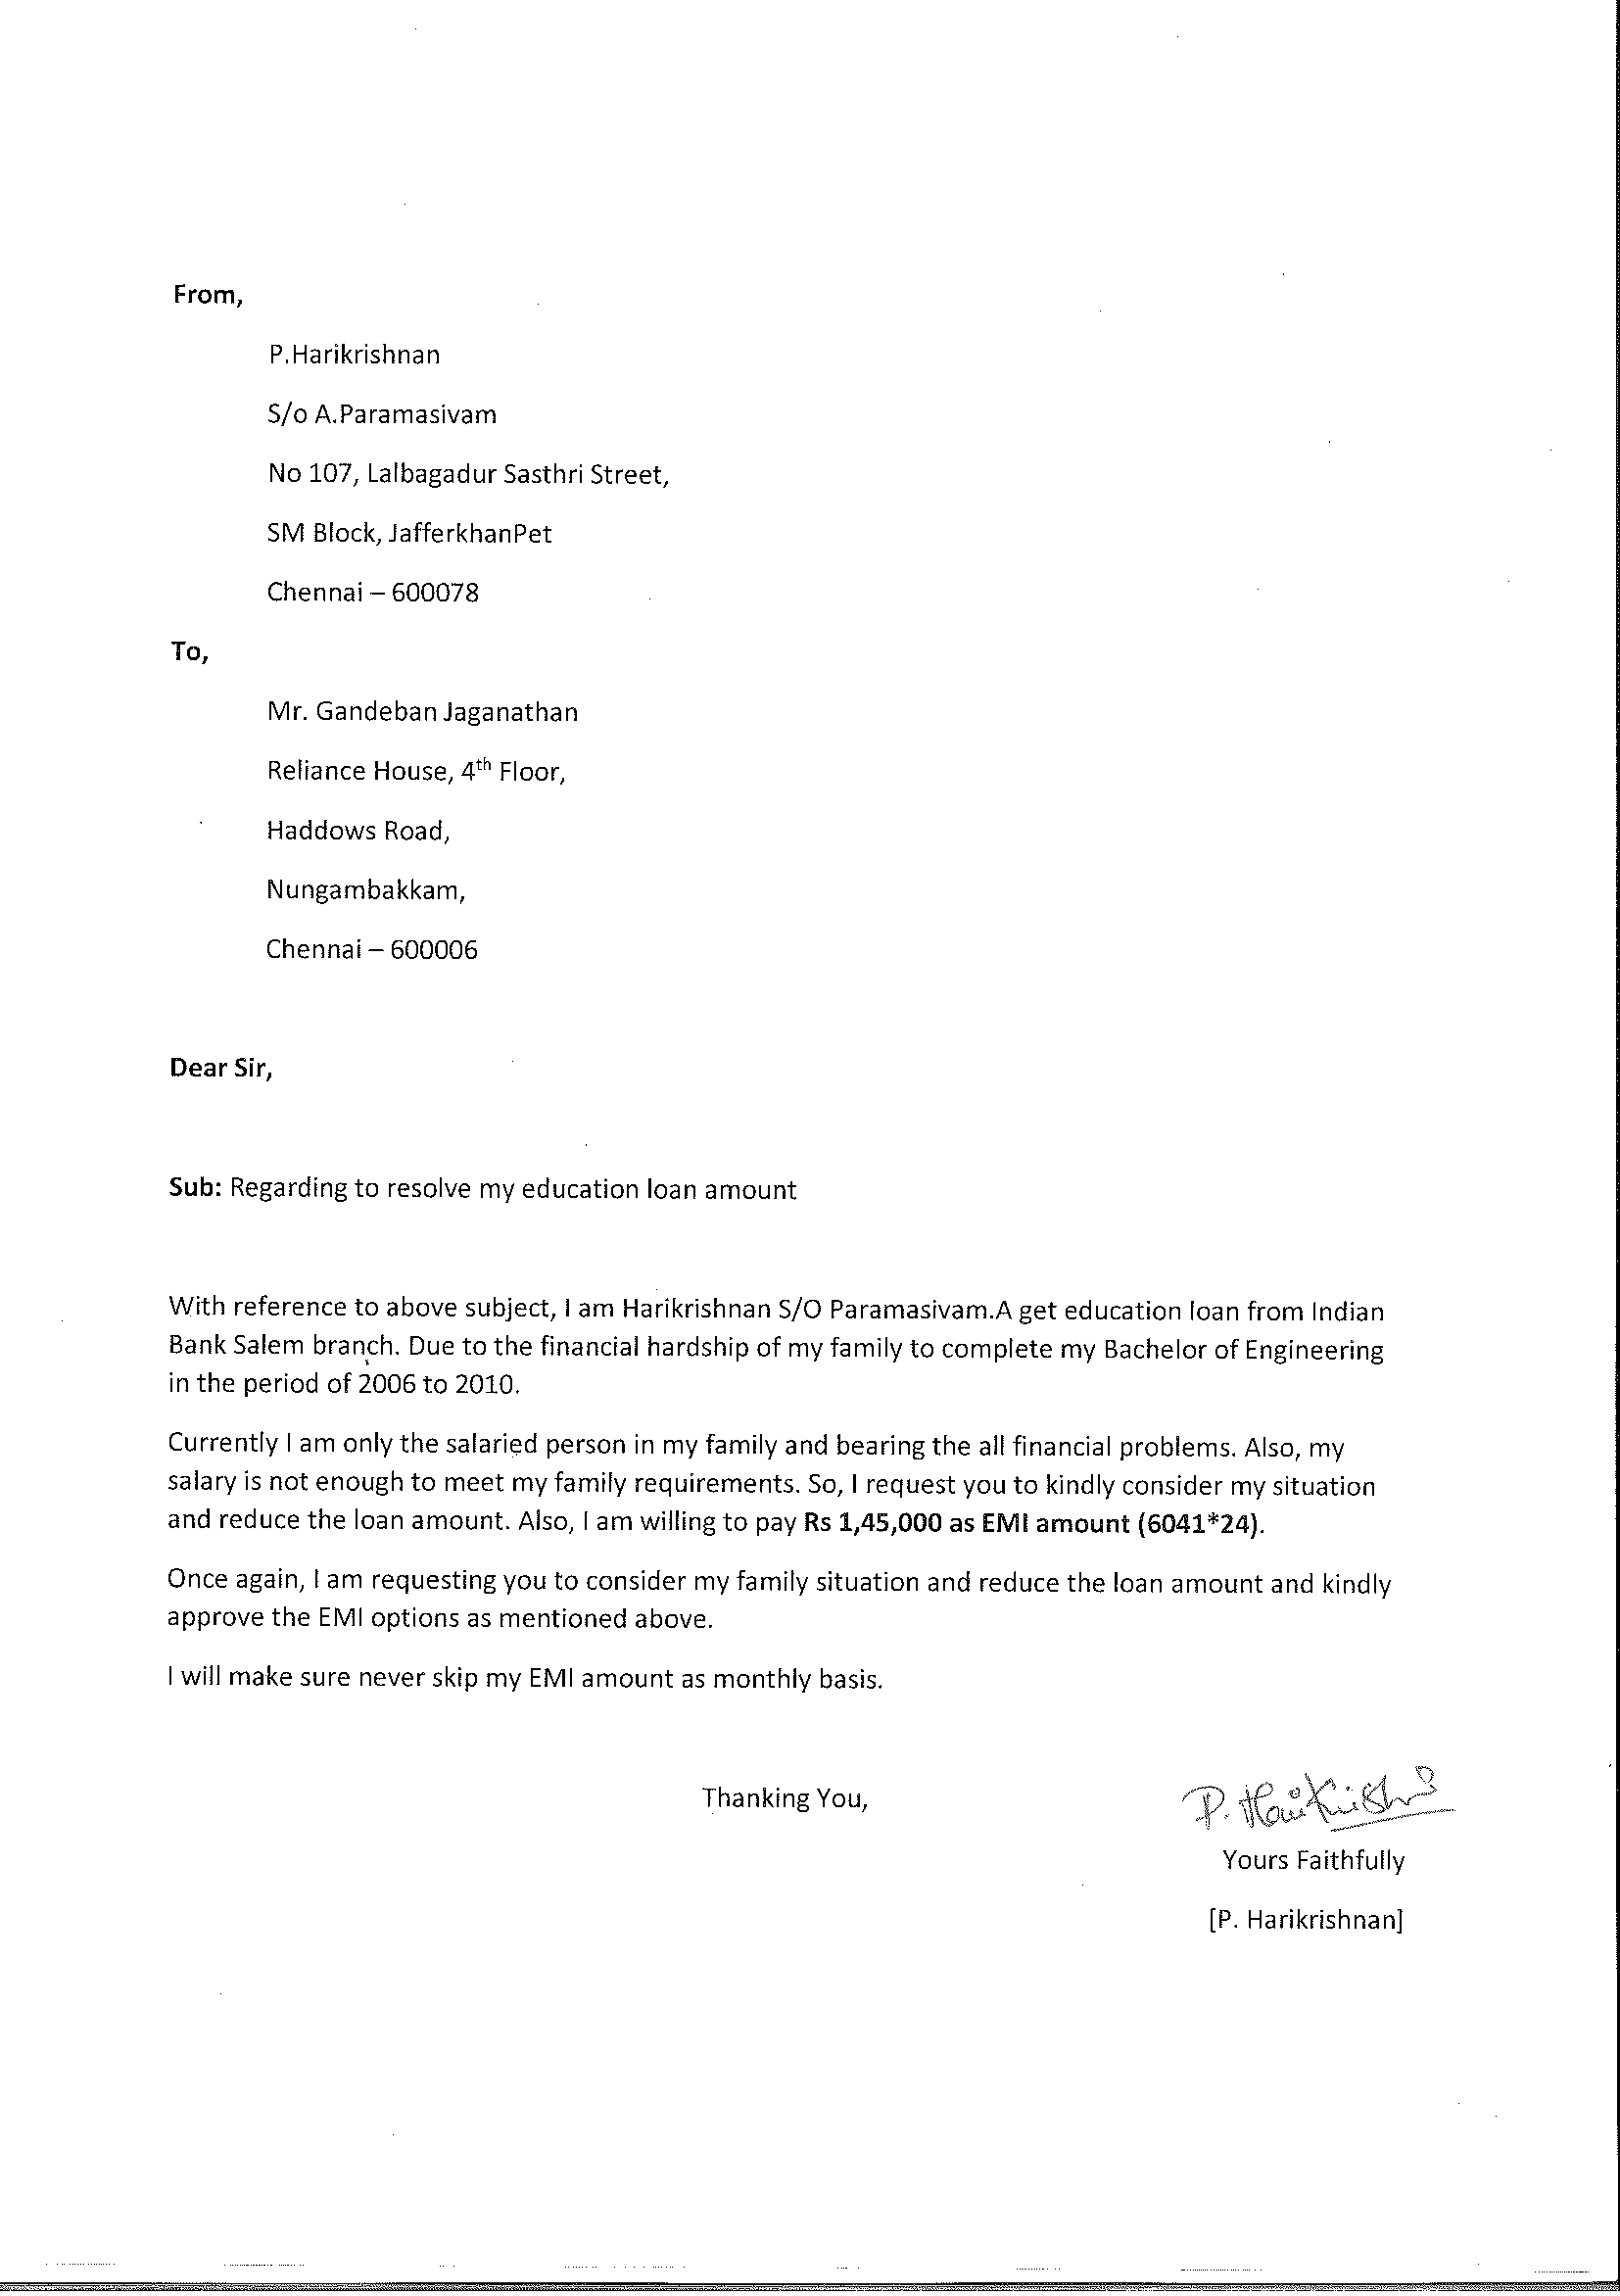 From,
P.Harikrishnan
S/o A.Paramasivam
No 107, Lalbagadur Sasthri Street,
SM Block, JafferkhanPet
Chennai – 600078
To,
Mr. Gandeban Jaganathan
Reliance House, 4th Floor,
Haddows Road,
Nungambakkam,
Chennai – 600006
Dear Sir,
Sub: Regarding to resolve my education loan amount
With reference to above subject, I am Harikrishnan S/O Paramasivam.A get education loan from Indian
Bank Salem branch. Due to the financial hardship of my family to complete my Bachelor of Engineering
in the period of 2006 to 2010.
Currently I am only the salaried person in my family and bearing the all financial problems. Also, my
salary is not enough to meet my family requirements. So, I request you to kindly consider my situation
and reduce the loan amount. Also, I am willing to pay Rs 1,45,000 as EMI amount (6041*24).
Once again, I am requesting you to consider my family situation and reduce the loan amount and kindly
approve the EMI options as mentioned above.
I will make sure never skip my EMI amount as monthly basis.
Thanking You,
P. Harikrishn
Yours Faithfully
[P. Harikrishnan]